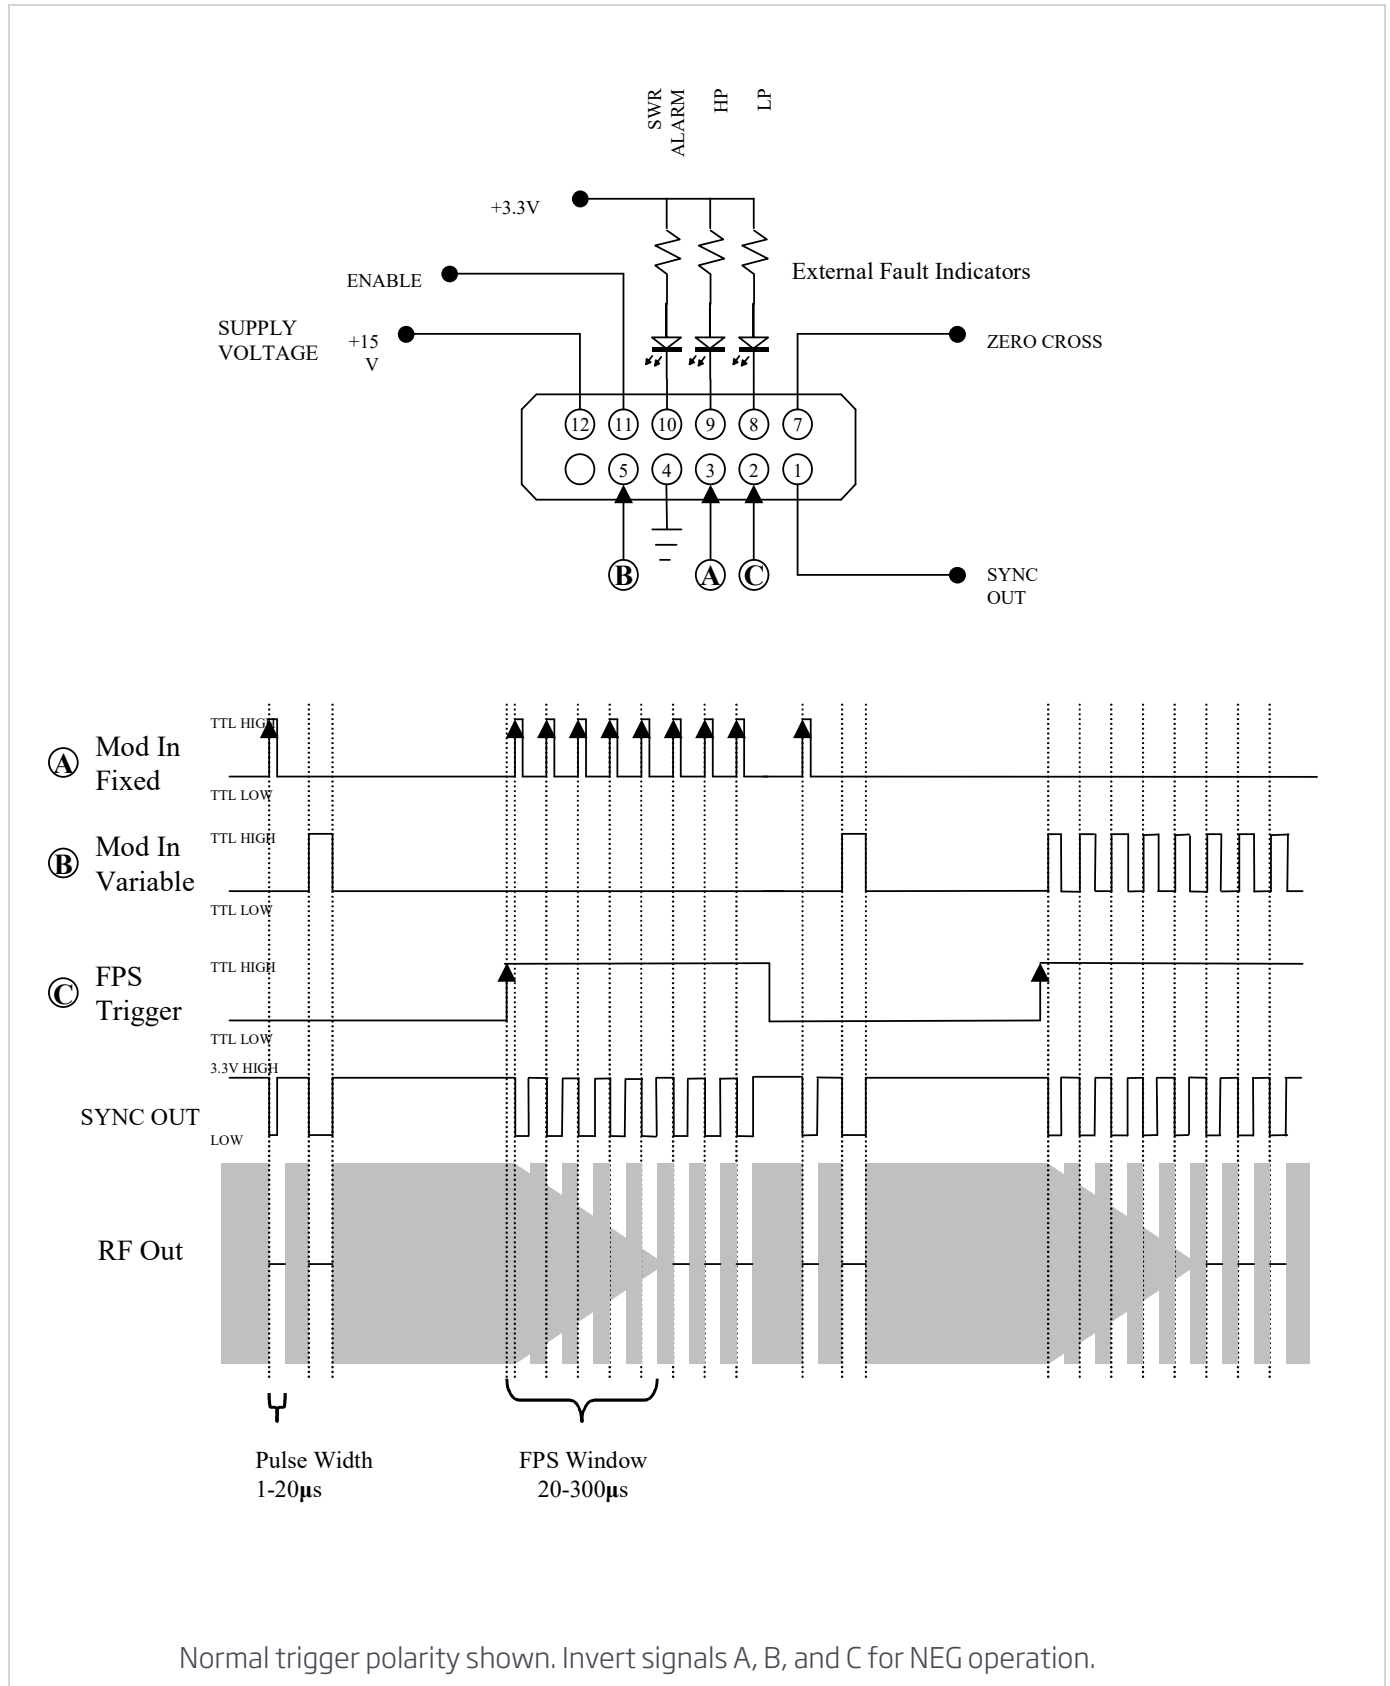 SWR
ALARM
HP
LP
+3.3V
External Fault Indicators
ENABLE
SUPPLY
VOLTAGE
+15
V
ZERO CROSS
12 11 10 9 8 7
5 4 3 2 1
B A C
SYNC
OUT
TTL HIGH
A Mod In
Fixed
TTL LOW
TTL HIGH
B Mod In
Variable
TTL LOW
TTL HIGH
C FPS
Trigger
TTL LOW
3.3V HIGH
SYNC OUT
LOW
RF Out
Pulse Width
1-20µs
FPS Window
20-300µs
Normal trigger polarity shown. Invert signals A, B, and C for NEG operation.